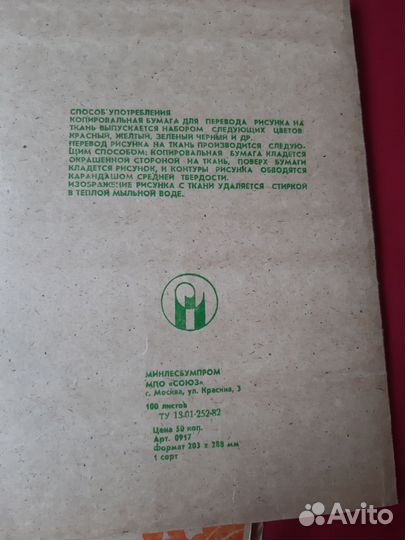 СПОСОБ УПОТРЕБЛЕНИЯ
КОПИРОВАЛЬНАЯ БУМАГА ДЛЯ ПЕРЕВОДА РИСУНКА НА
ТКАНЬ ВЫПУСКАЕТСЯ НАБОРОМ СЛЕДУЮЩИХ ЦВЕТОВ
КРАСНЫЙ, ЖЕЛТЫЙ, ЗЕЛЕНЫЙ ЧЕРНЫЙ И ДР.
ПЕРЕВОД РИСУНКА НА ТКАНЬ ПРОИЗВОДИТСЯ СЛЕДУЮ-
ЩИМ СПОСОБОМ: КОПИРОВАЛЬНАЯ БУМАГА КЛАДЕТСЯ
ОКРАШЕННОЙ СТОРОНОЙ НА ТКАНЬ, ПОВЕРХ БУМАГИ
КЛАДЕТСЯ РИСУНОК, И КОНТУРЫ РИСУНКА ОБВОДЯТСЯ
КАРАНДАШОМ СРЕДНЕЙ ТВЕРДОСТИ.
ИЗОБРАЖЕНИЕ РИСУНКА С ТКАНИ УДАЛЯЕТСЯ СТИРКОЙ
В ТЕПЛОЙ МЫЛЬНОЙ ВОДЕ.
МИНЛЕСБУМПРОМ
МПО «СОЮЗ»
г. Москва, ул. Красина, 3
100 листов
ТУ 13.01-252-82
Цена 50 коп.
Арт. 0917
Формат 203 х 288 мм
1 сорт
Avito